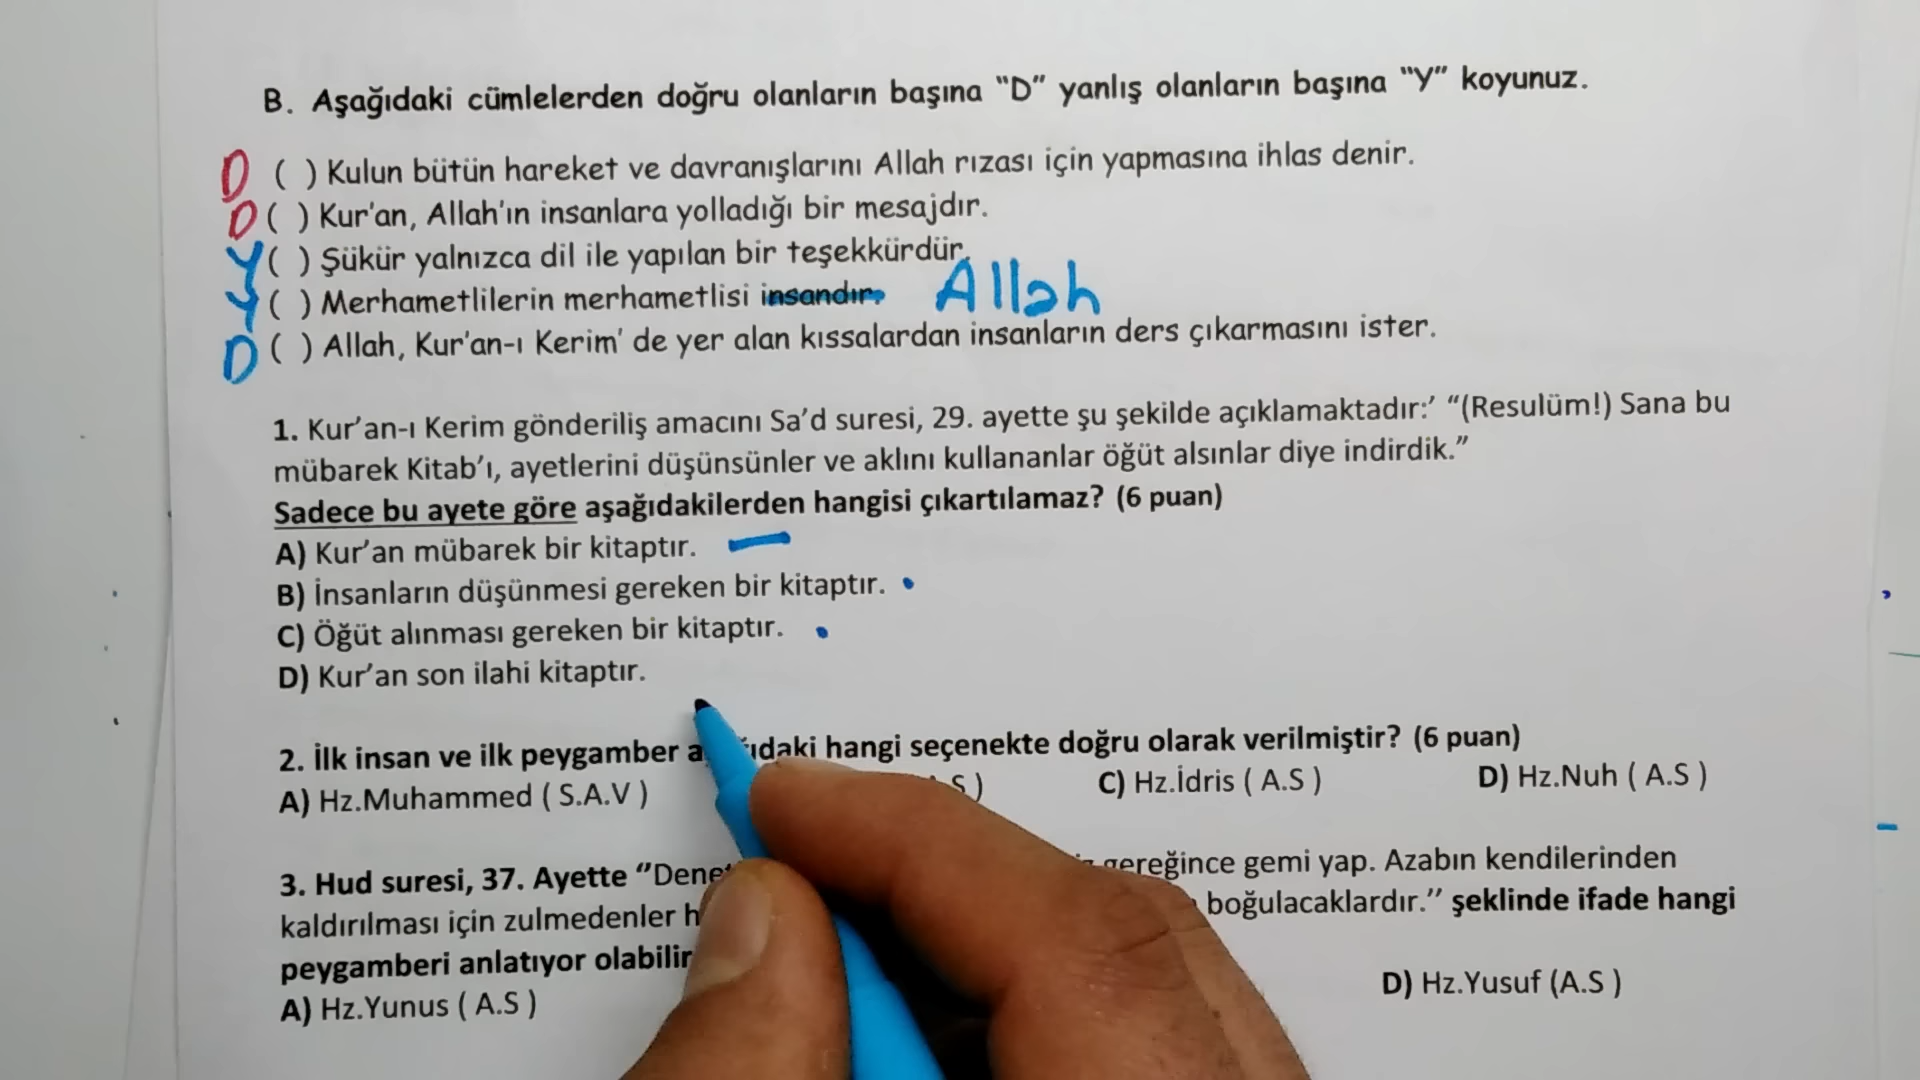 B. Aşağıdaki cümlelerden doğru olanların başına “D” yanlış olanların başına “Y” koyunuz.
D ( ) Kulun bütün hareket ve davranışlarını Allah rızası için yapmasına ihlas denir.
D ( ) Kur'an, Allah'ın insanlara yolladığı bir mesajdır.
Y ( ) Şükür yalnızca dil ile yapılan bir teşekkürdür.
Y ( ) Merhametlilerin merhametlisi insandır. Allah
D ( ) Allah, Kur'an-ı Kerim' de yer alan kıssalardan insanların ders çıkarmasını ister.
1. Kur’an-ı Kerim gönderiliş amacını Sa’d suresi, 29. ayette şu şekilde açıklamaktadır:’ “(Resulüm!) Sana bu
mübarek Kitab’ı, ayetlerini düşünsünler ve aklını kullananlar öğüt alsınlar diye indirdik.”
Sadece bu ayete göre aşağıdakilerden hangisi çıkartılamaz? (6 puan)
A) Kur’an mübarek bir kitaptır.
B) İnsanların düşünmesi gereken bir kitaptır.
C) Öğüt alınması gereken bir kitaptır.
D) Kur’an son ilahi kitaptır.
2. İlk insan ve ilk peygamber hangi seçenekte doğru olarak verilmiştir? (6 puan)
A) Hz.Muhammed ( S.A.V ) C) Hz.İdris ( A.S ) D) Hz.Nuh ( A.S )
3. Hud suresi, 37. Ayette “ gereğince gemi yap. Azabın kendilerinden
kaldırılması için zulmedenler boğulacaklardır.’’ şeklinde ifade hangi
peygamberi anlatıyor
A) Hz.Yunus ( A.S ) D) Hz.Yusuf (A.S )